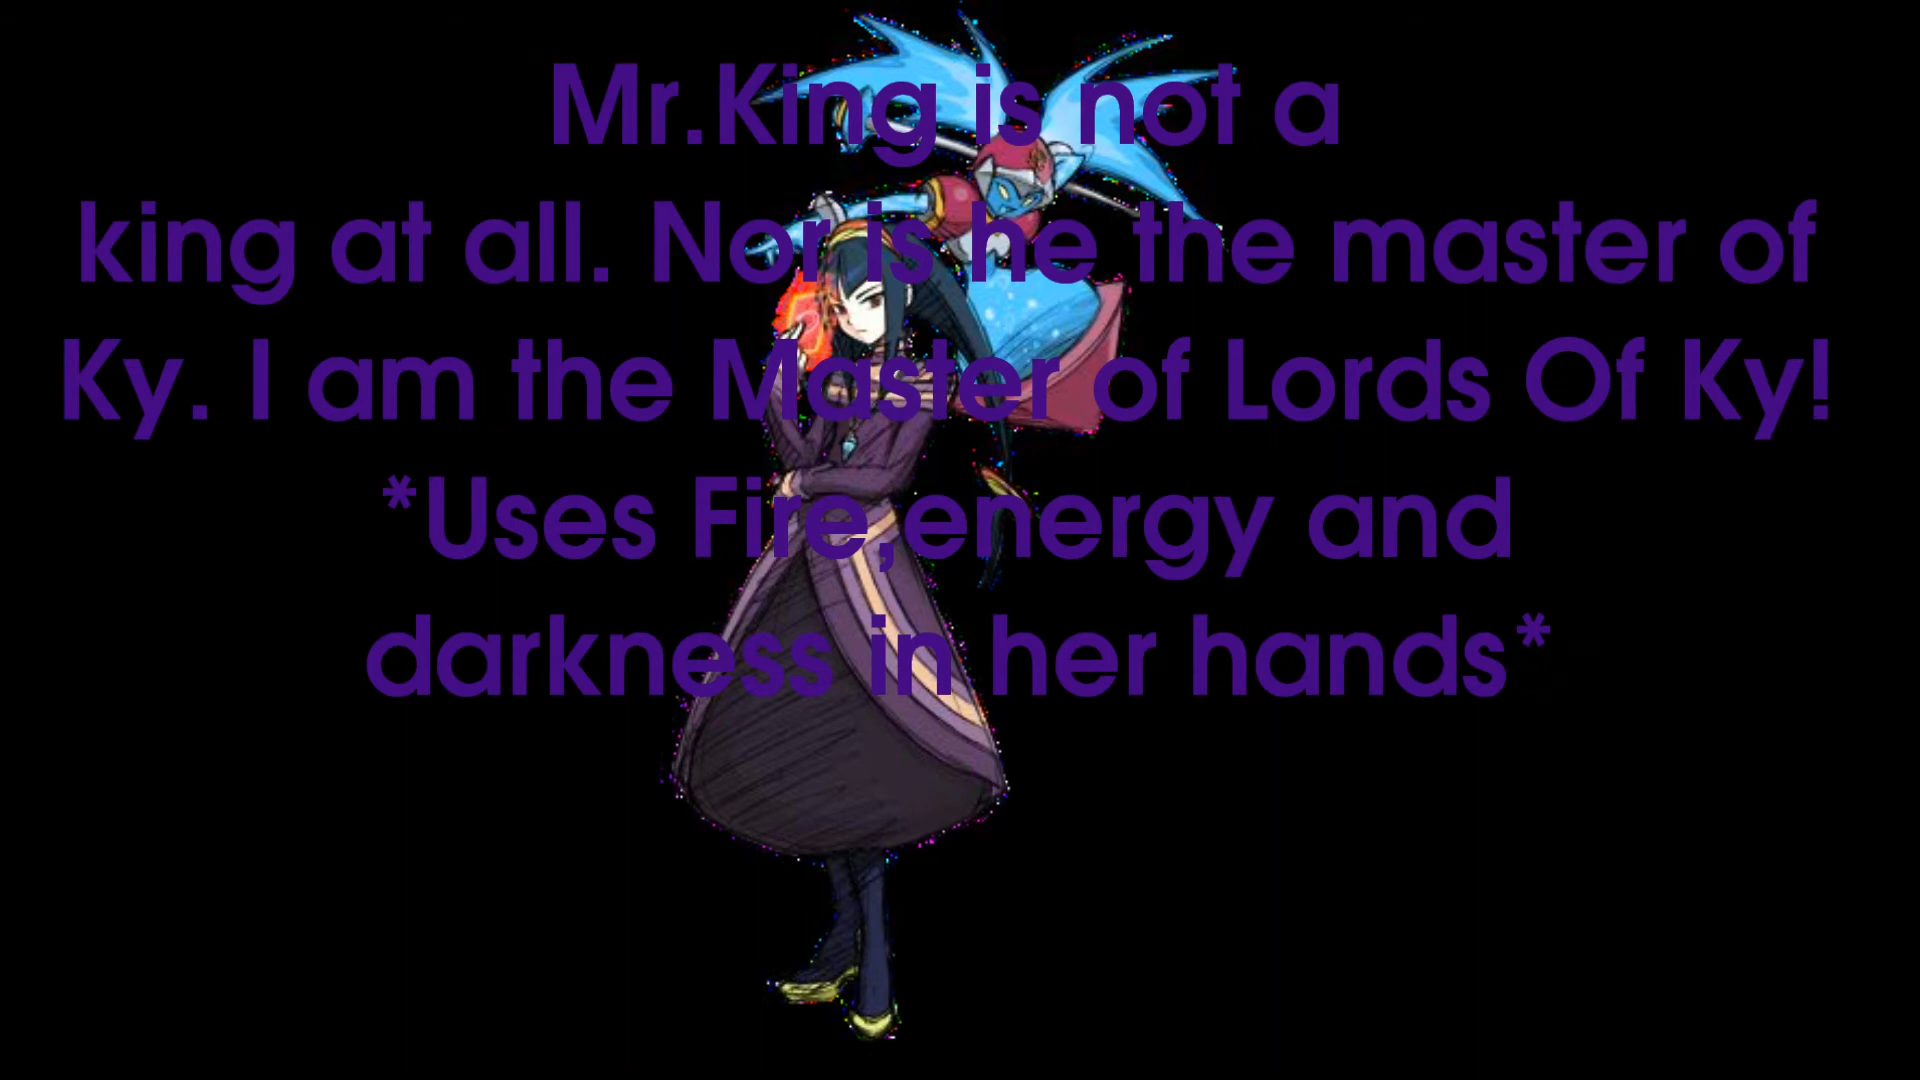 Mr.King is not a
king at all. Nor is he the master of
Ky. I am the Master of Lords Of Ky!
*Uses Fire,energy and
darkness in her hands*